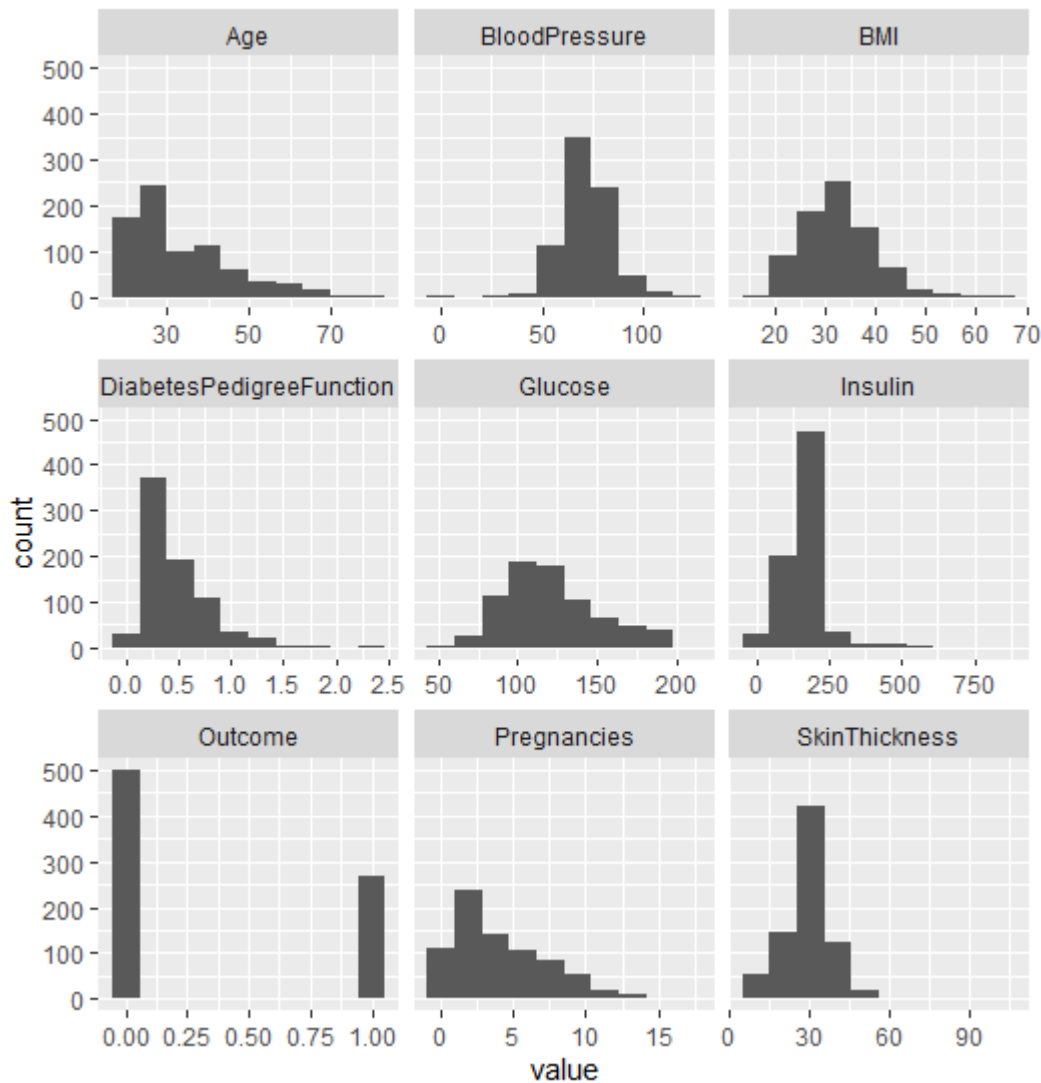 Age BloodPressure BMI
500
400
300
200
100
0
30 50 70 0 50 100 20 30 40 50 60 70
DiabetesPedigreeFunction Glucose Insulin
500
400
300
200
100
0
0.0 0.5 1.0 1.5 2.0 2.5 50 100 150 200 0 250 500 750
Outcome Pregnancies SkinThickness
500
400
300
200
100
0
0.00 0.25 0.50 0.75 1.00 0 5 10 15 0 30 60 90
count
value